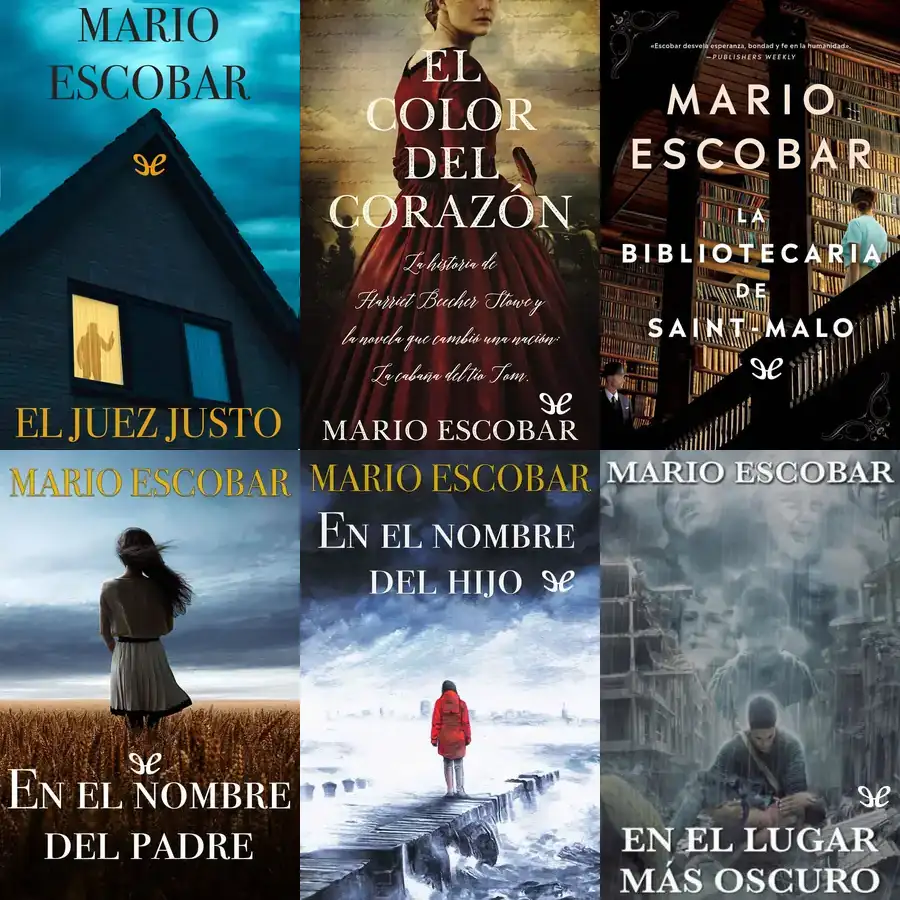 MARIO
ESCOBAR
EL JUEZ JUSTO
EL
COLOR
DEL
CORAZÓN
La historia de
Harriet Beecher Stowe y
la novela que cambió una nación:
La cabaña del tío Tom.
MARIO ESCOBAR
«Escobar desvela esperanza, bondad y fe en la humanidad».
—PUBLISHERS WEEKLY
MARIO
ESCOBAR
LA
BIBLIOTECARIA
DE
SAINT-MALO
MARIO ESCOBAR
EN EL NOMBRE
DEL PADRE
MARIO ESCOBAR
EN EL NOMBRE
DEL HIJO
MARIO ESCOBAR
EN EL LUGAR
MÁS OSCURO